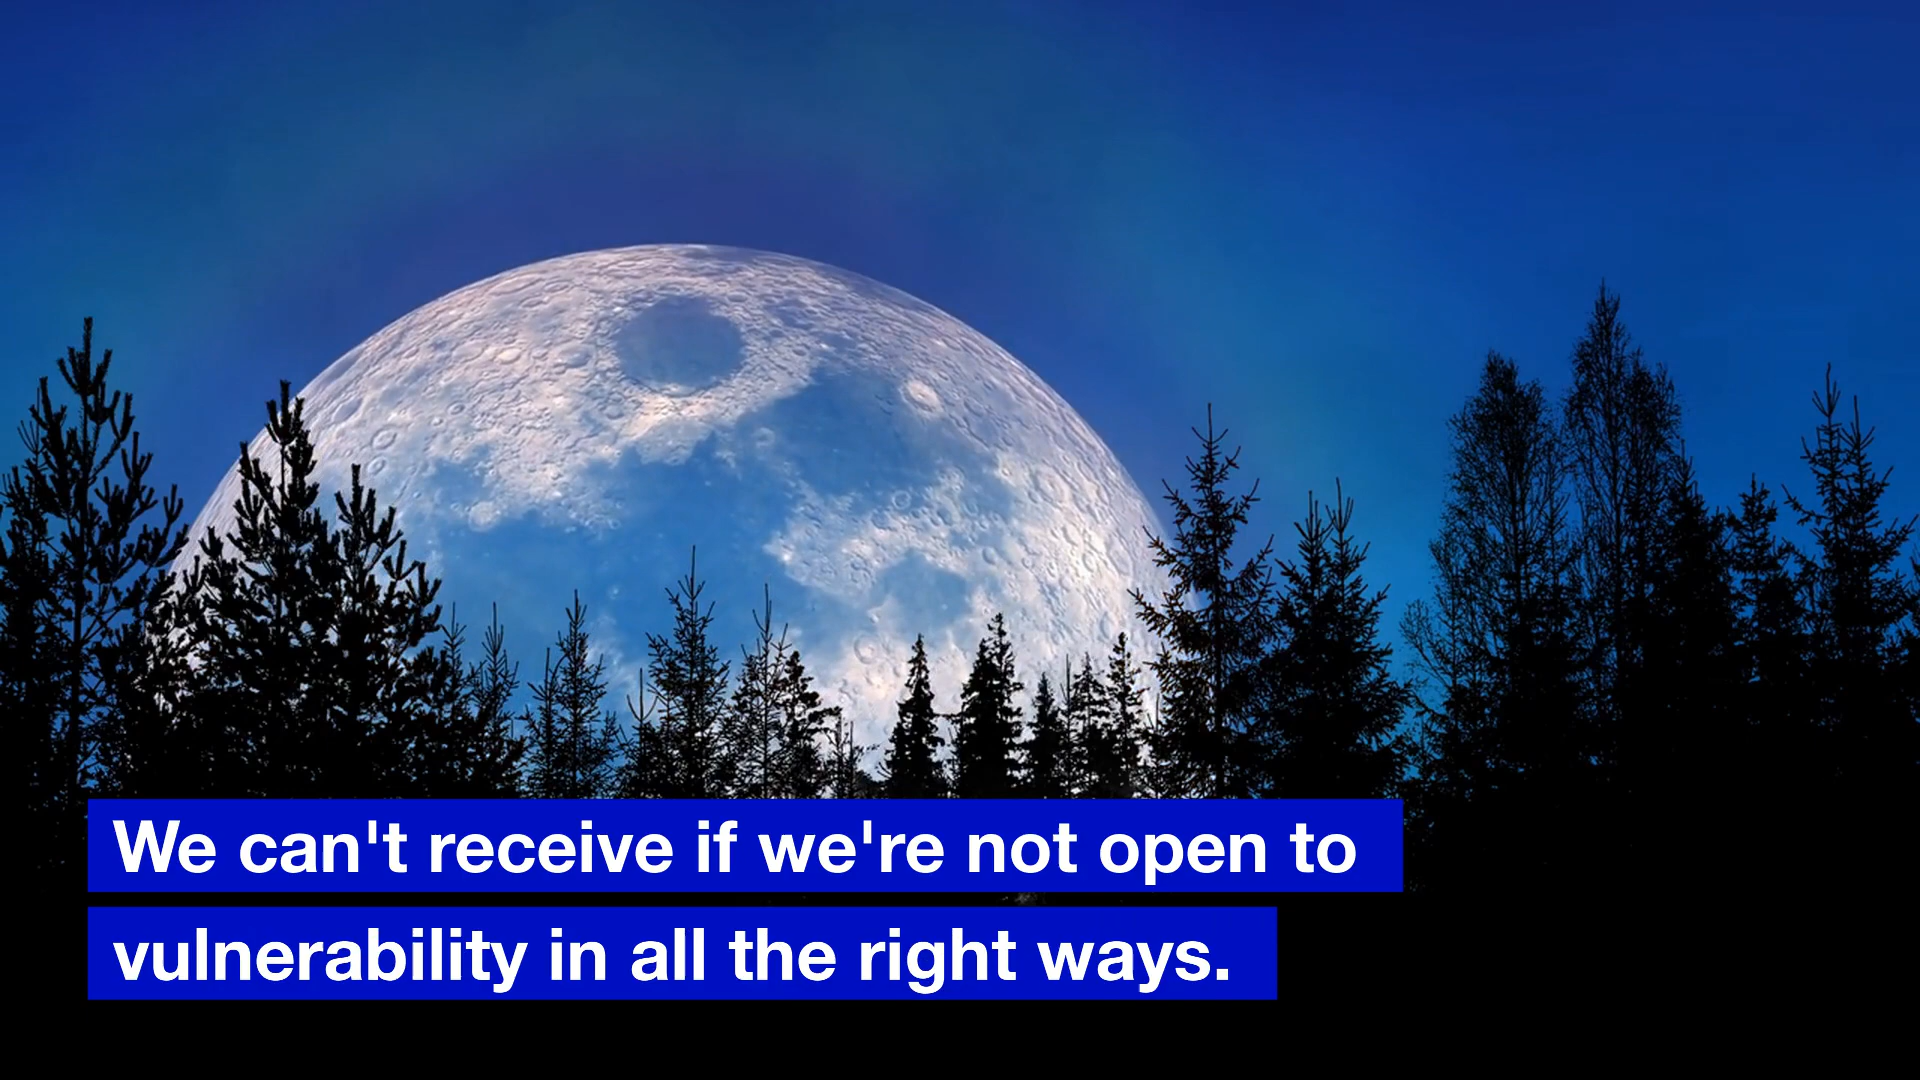 We can't receive if we're not open to
vulnerability in all the right ways.